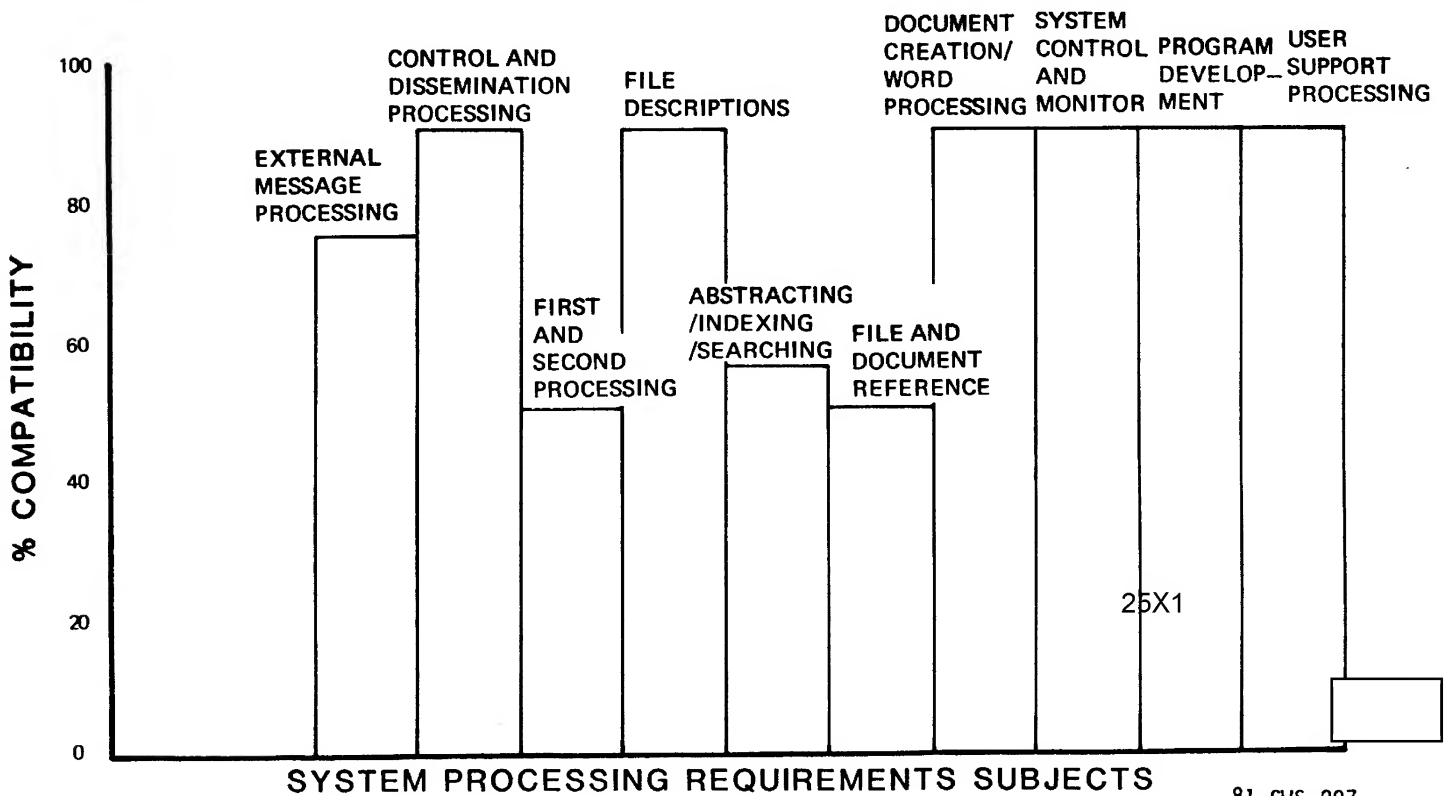 DOCUMENT
CREATION/
WORD
PROCESSING
SYSTEM
CONTROL
AND
MONITOR
PROGRAM
DEVELOP-
MENT
USER
SUPPORT
PROCESSING
CONTROL AND
DISSEMINATION
PROCESSING
FILE
DESCRIPTIONS
EXTERNAL
MESSAGE
PROCESSING
FIRST
AND
SECOND
PROCESSING
ABSTRACTING
/INDEXING
/SEARCHING
FILE AND
DOCUMENT
REFERENCE
100
80
60
40
20
0
% COMPATIBILITY
25X1
SYSTEM PROCESSING REQUIREMENTS SUBJECTS